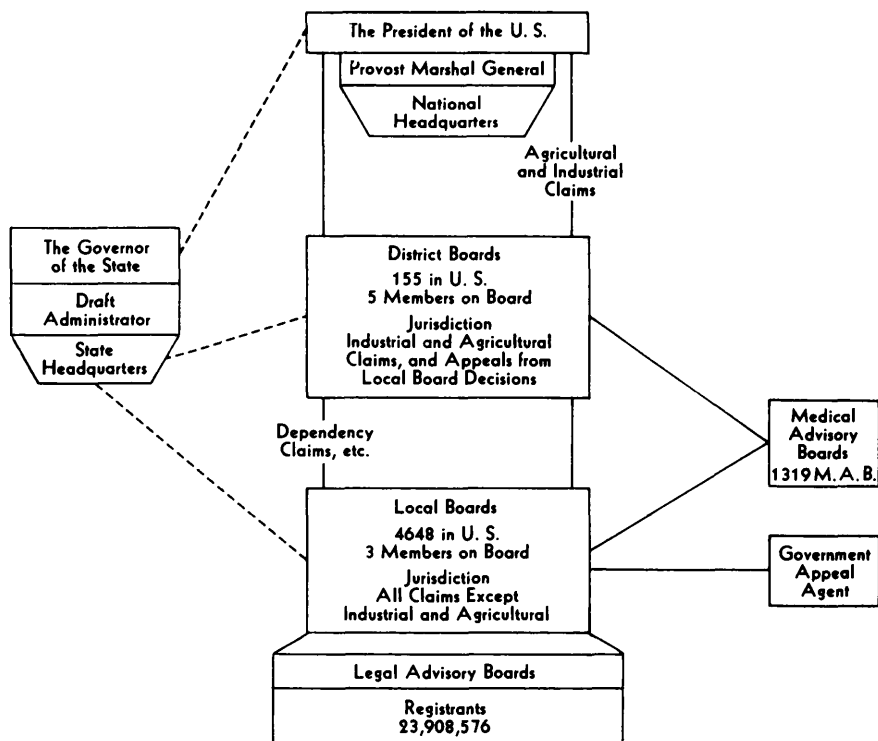 The President of the U. S.
Provost Marshal General
National
Headquarters
Agricultural
and Industrial
Claims
The Governor
of the State
Draft
Administrator
State
Headquarters
District Boards
155 in U. S.
5 Members on Board
Jurisdiction
Industrial and Agricultural
Claims, and Appeals from
Local Board Decisions
Dependency
Claims, etc.
Medical
Advisory
Boards
1319 M. A. B.
Local Boards
4648 in U. S.
3 Members on Board
Jurisdiction
All Claims Except
Industrial and Agricultural
Government
Appeal
Agent
Legal Advisory Boards
Registrants
23,908,576